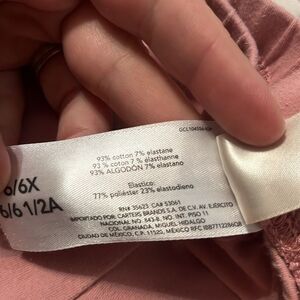 93% cotton 7% elastane
93 % coton 7 % élasthanne
93% ALGODÓN 7% elastano
Elástico:
77% poliéster 23% elastodieno
6/6X
6/6 1/2A
RN# 35623 CA# 53061
IMPORTADO POR: CARTERS BRANDS S.A. DE C.V. AV. EJÉRCITO
NACIONAL NO. 843-B, NO. INT. PISO 11
COL. GRANADA, MIGUEL HIDALGO
CIUDAD DE MÉXICO, C.P. 11520, MÉXICO RFC